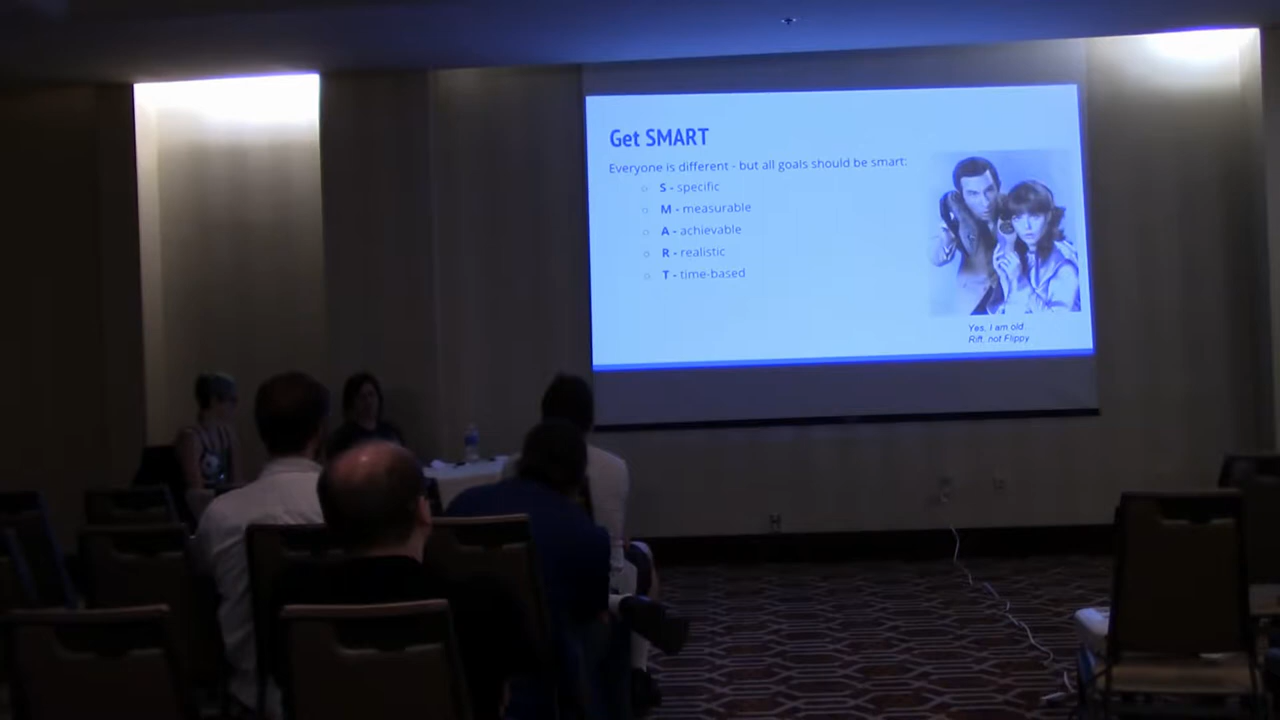 Get SMART
Everyone is different - but all goals should be smart:
S - specific
M - measurable
A - achievable
R - realistic
T - time-based
Yes, I am old.
Rift, not Flippy